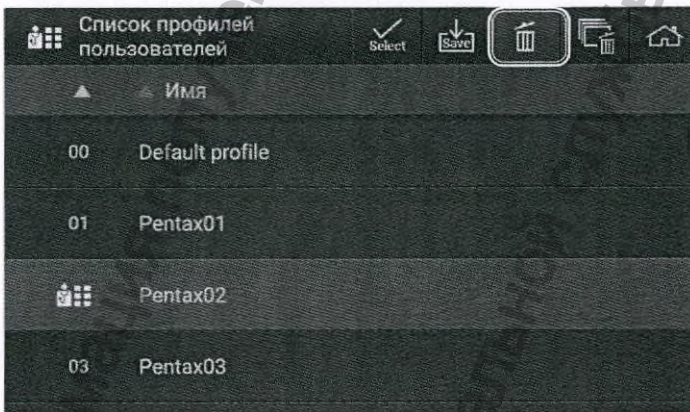 Список профилей
пользователей
Select
Save
Имя
00 Default profile
01 Pentax01
Pentax02
03 Pentax03